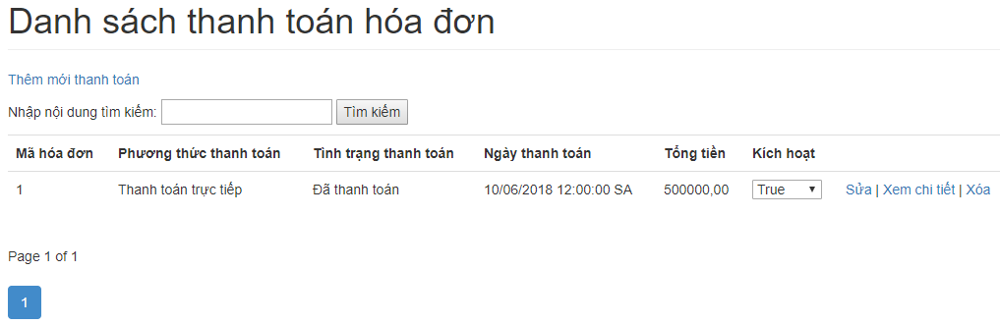 Danh sách thanh toán hóa đơn
Thêm mới thanh toán
Nhập nội dung tìm kiếm: Tìm kiếm
Mã hóa đơn Phương thức thanh toán Tình trạng thanh toán Ngày thanh toán Tổng tiền Kích hoạt
1 Thanh toán trực tiếp Đã thanh toán 10/06/2018 12:00:00 SA 500000,00 True Sửa | Xem chi tiết | Xóa
Page 1 of 1
1